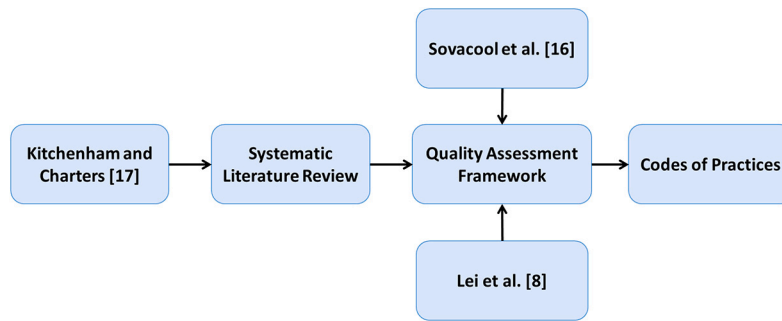 Sovacool et al. [16]
Kitchenham and
Charters [17]
Systematic
Literature Review
Quality Assessment
Framework
Codes of Practices
Lei et al. [8]